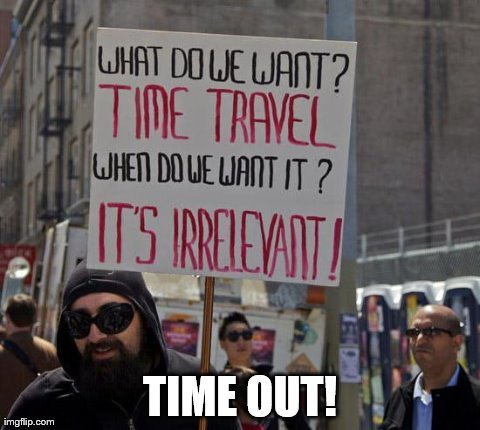 WHAT DO WE WANT?
TIME TRAVEL
WHEN DO WE WANT IT?
IT'S IRRELEVANT!
TIME OUT!
imgflip.com